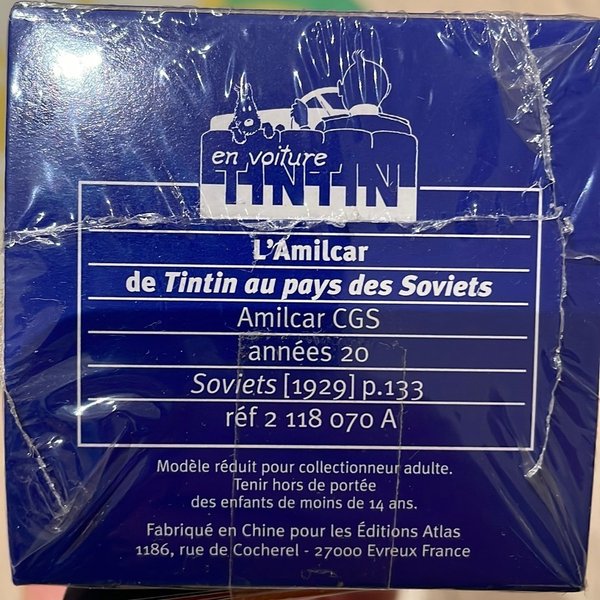 en voiture
TINTIN
L'Amilcar
de Tintin au pays des Soviets
Amilcar CGS
années 20
Soviets [1929] p.133
réf 2 118 070 A
Modèle réduit pour collectionneur adulte.
Tenir hors de portée
des enfants de moins de 14 ans.
Fabriqué en Chine pour les Éditions Atlas
1186, rue de Cocherel - 27000 Evreux France